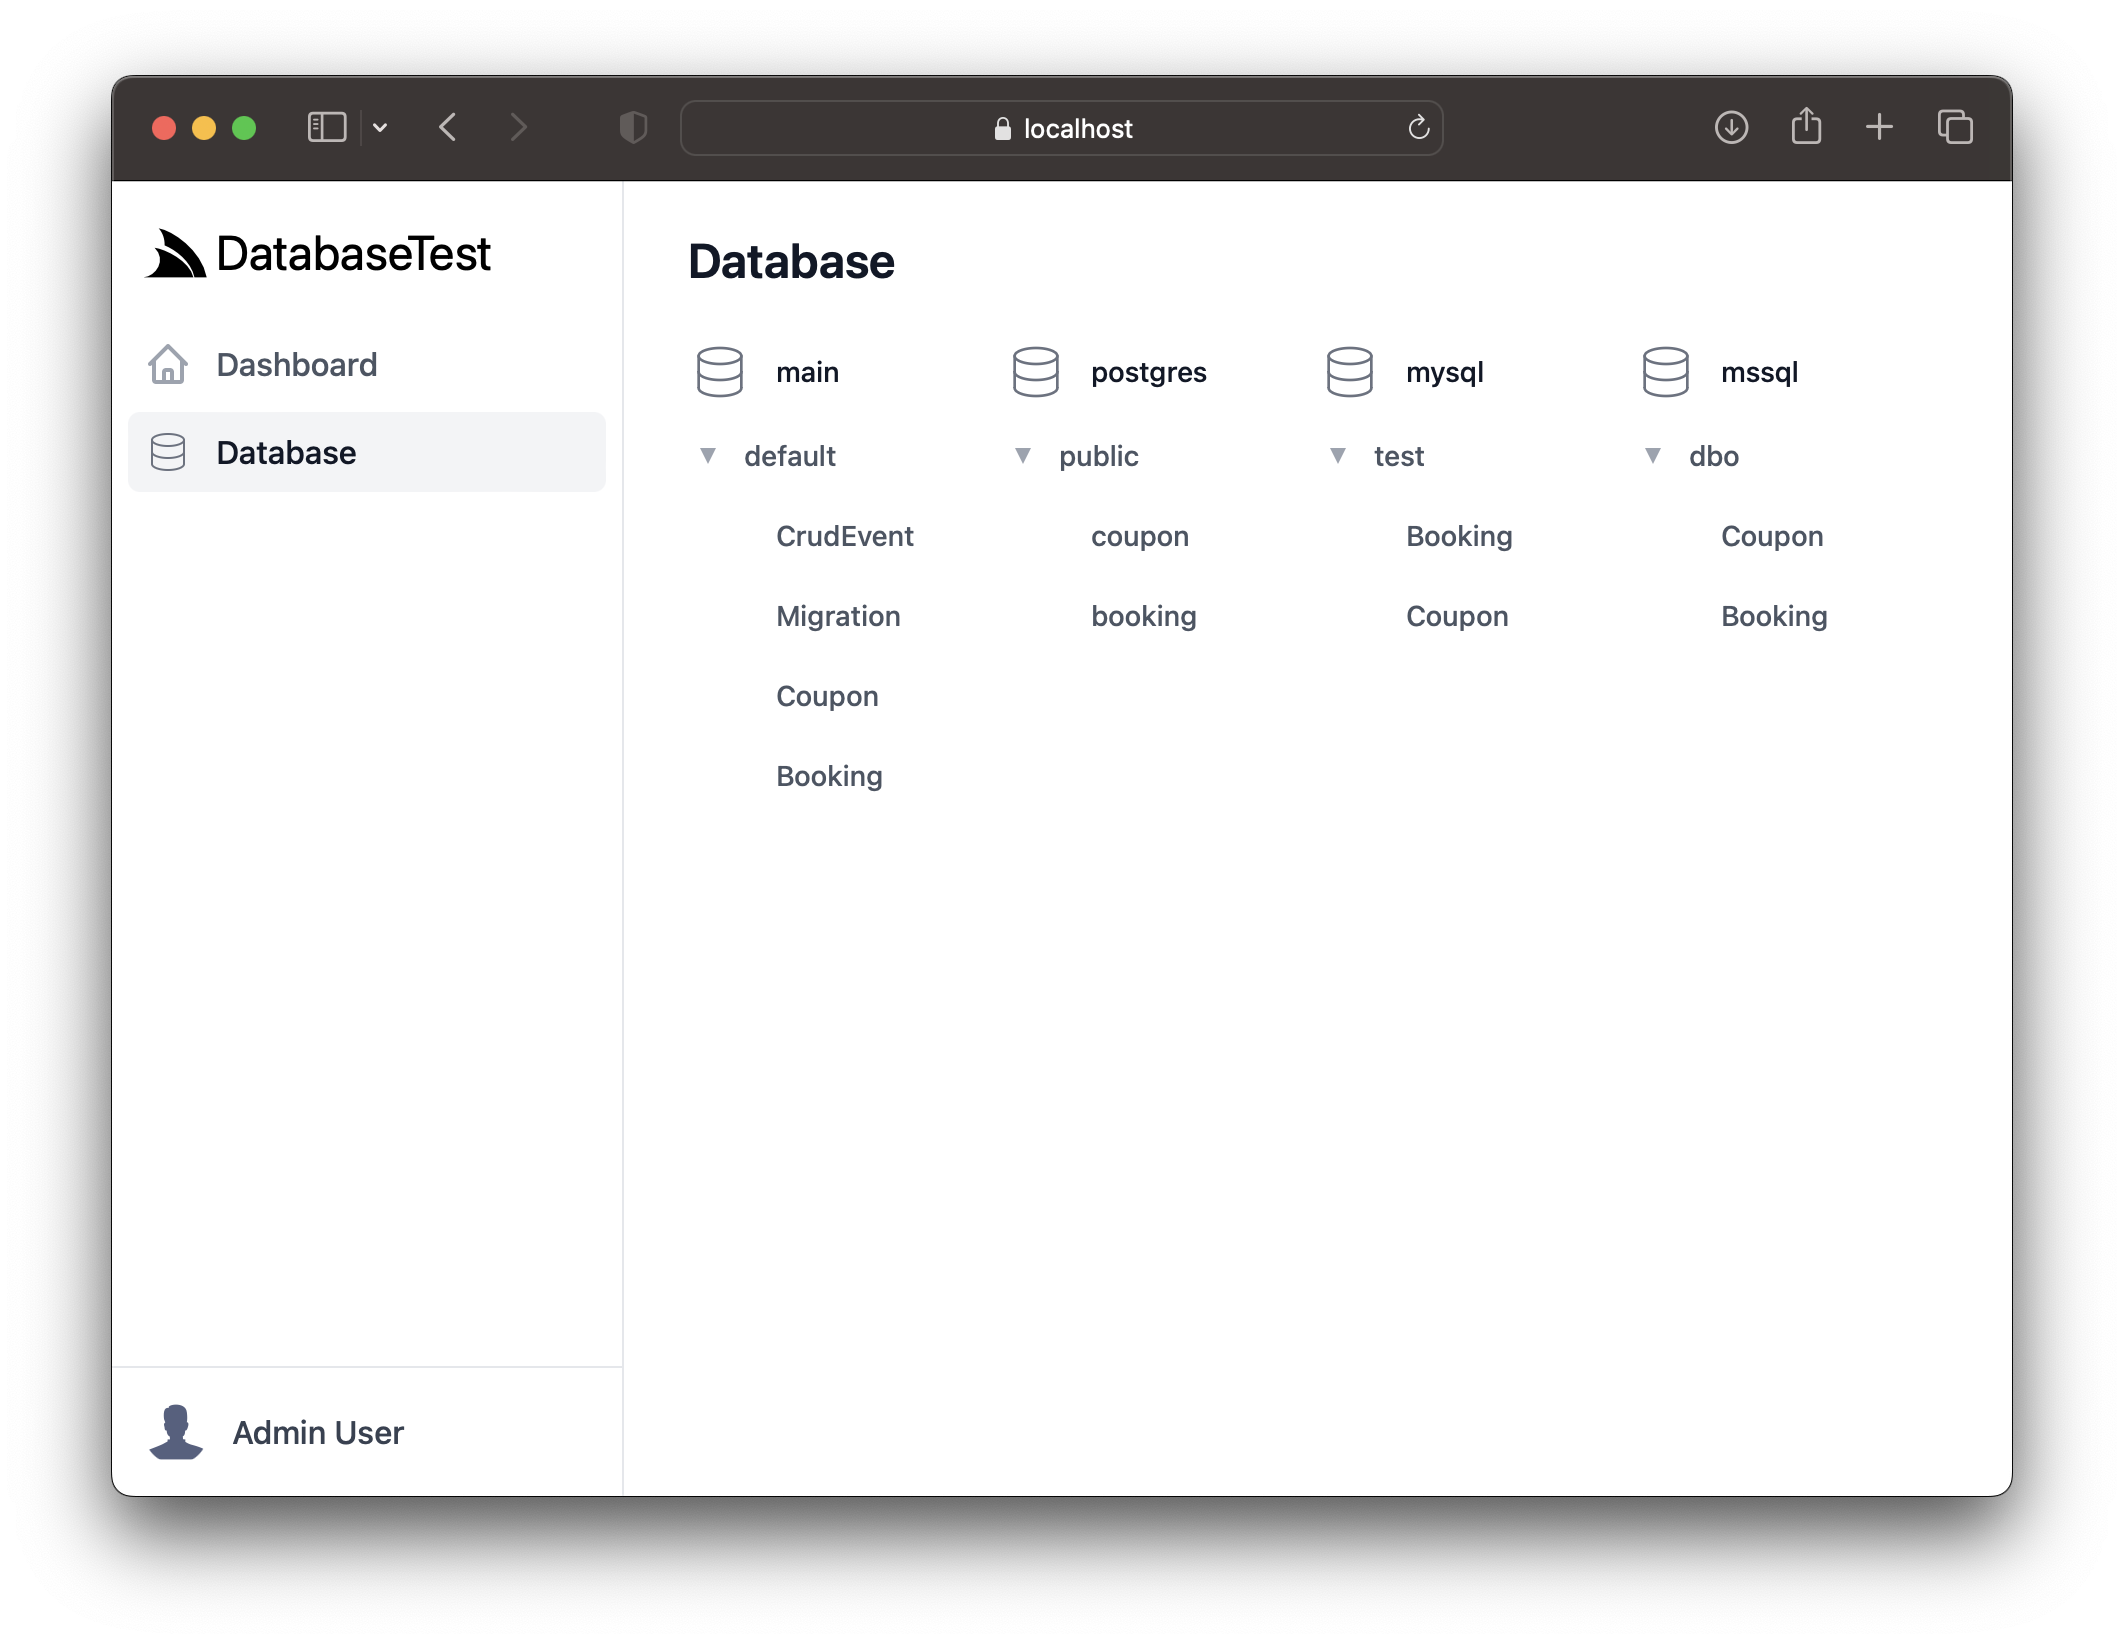 localhost
DatabaseTest
Dashboard
Database
Admin User
Database
main
default
CrudEvent
Migration
Coupon
Booking
postgres
public
coupon
booking
mysql
test
Booking
Coupon
mssql
dbo
Coupon
Booking